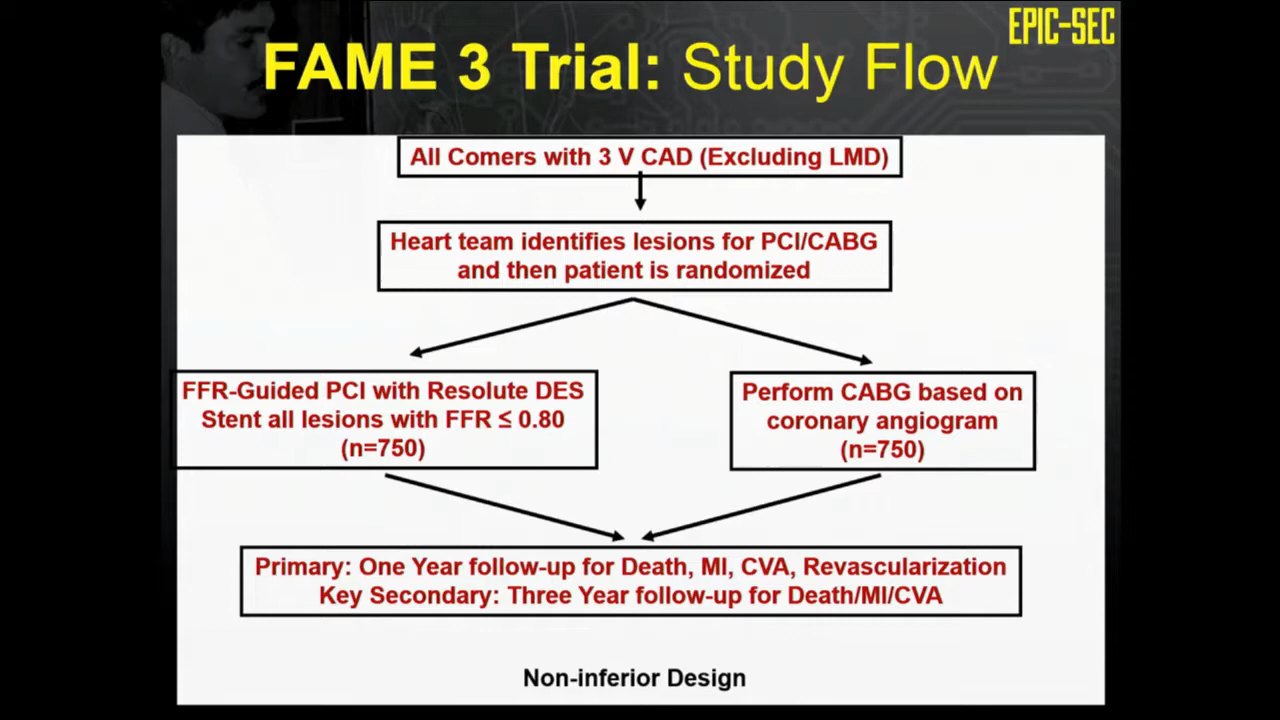 EPIC-SEC
FAME 3 Trial: Study Flow
All Comers with 3 V CAD (Excluding LMD)
Heart team identifies lesions for PCI/CABG
and then patient is randomized
FFR-Guided PCI with Resolute DES
Stent all lesions with FFR ≤ 0.80
(n=750)
Perform CABG based on
coronary angiogram
(n=750)
Primary: One Year follow-up for Death, MI, CVA, Revascularization
Key Secondary: Three Year follow-up for Death/MI/CVA
Non-inferior Design